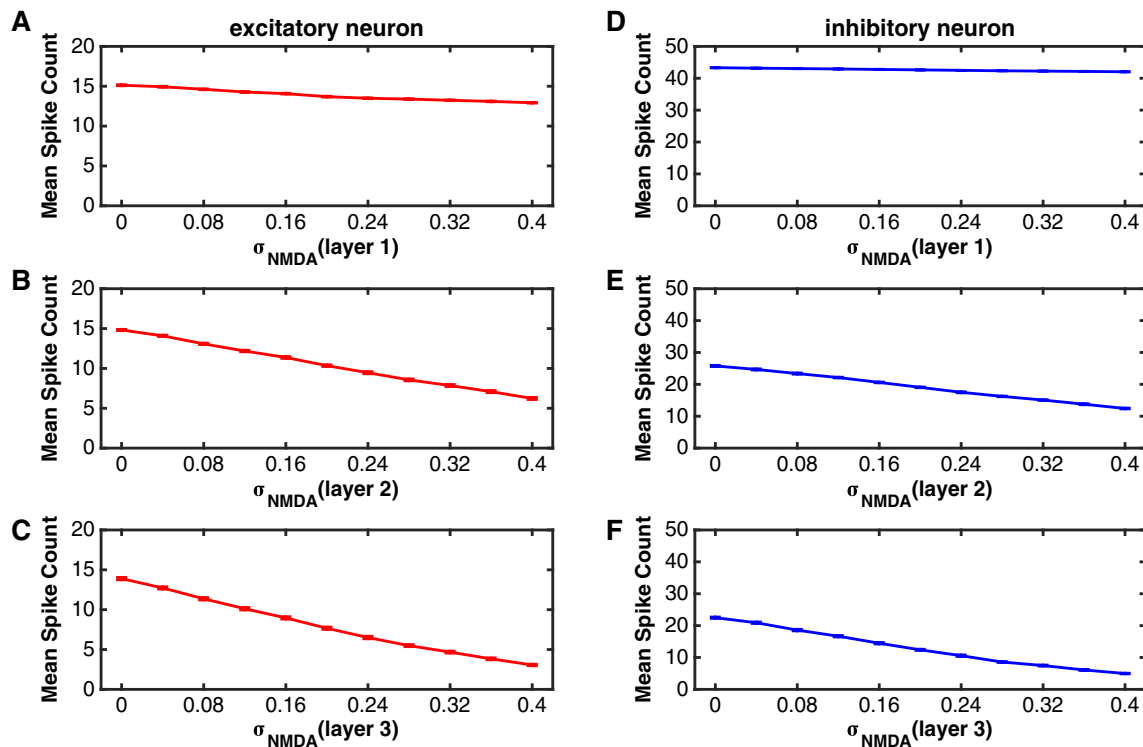 A
excitatory neuron
Mean Spike Count
20
15
10
5
0
0 0.08 0.16 0.24 0.32 0.4
σNMDA(layer 1)
B
Mean Spike Count
20
15
10
5
0
0 0.08 0.16 0.24 0.32 0.4
σNMDA(layer 2)
C
Mean Spike Count
20
15
10
5
0
0 0.08 0.16 0.24 0.32 0.4
σNMDA(layer 3)
D
inhibitory neuron
Mean Spike Count
50
40
30
20
10
0
0 0.08 0.16 0.24 0.32 0.4
σNMDA(layer 1)
E
Mean Spike Count
50
40
30
20
10
0
0 0.08 0.16 0.24 0.32 0.4
σNMDA(layer 2)
F
Mean Spike Count
50
40
30
20
10
0
0 0.08 0.16 0.24 0.32 0.4
σNMDA(layer 3)